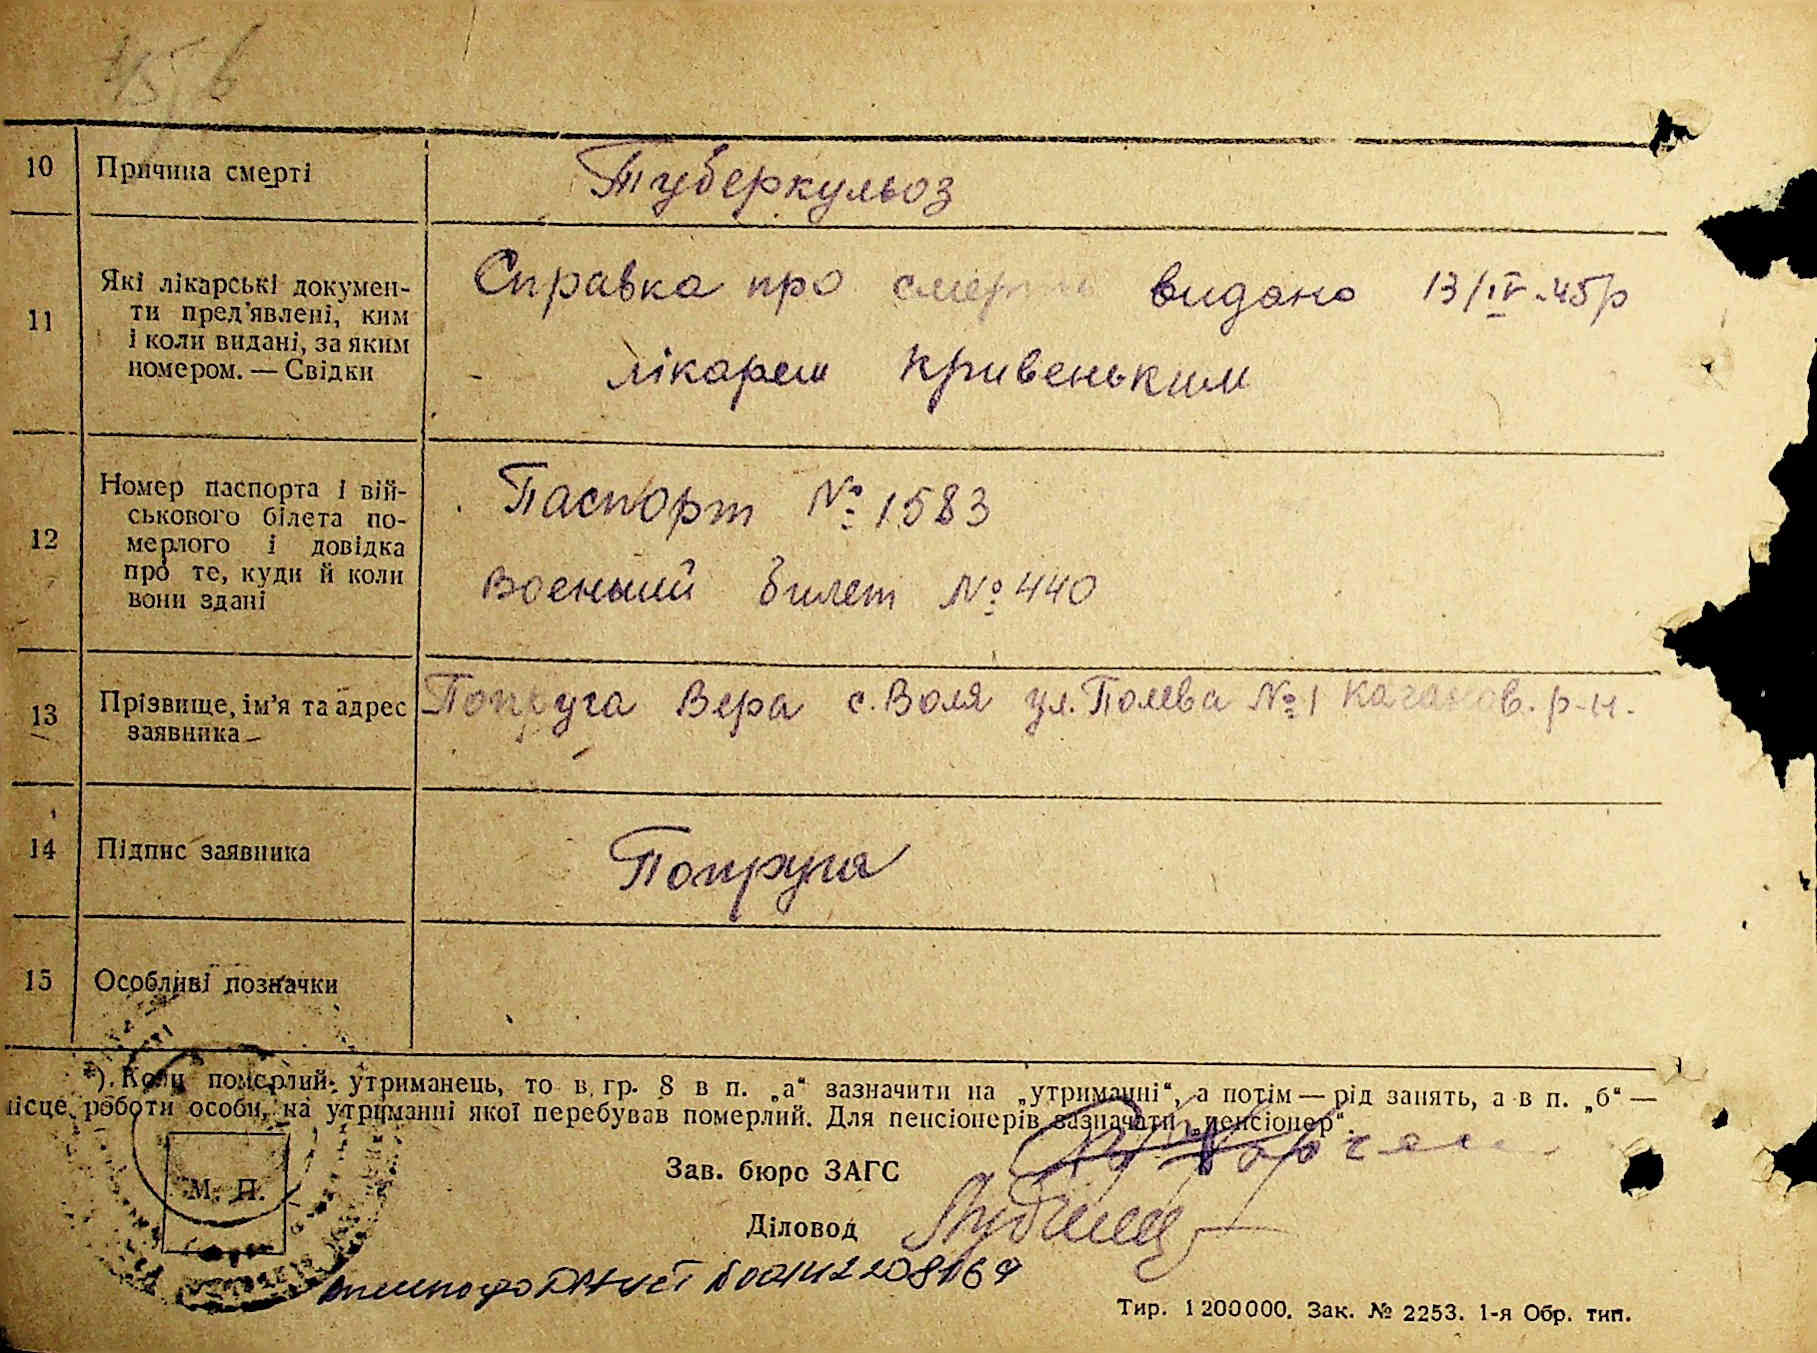 10 Причина смерті Туберкульоз
11 Які лікарські докумен-
ти пред'явлені, ким
і коли видані, за яким
номером. — Свідки
Справка про смерть видано 13/IV-45р
лікарем Кривеньким
12 Номер паспорта і вій-
ськового білета по-
мерлого і довідка
про те, куди й коли
вони здані
Паспорт № 1583
Военый билет № 440
13 Прізвище, ім'я та адрес
заявника
Попруга Вера с. Воля ул. Полева № 1 Каганов. р-н.
14 Підпис заявника Попруга
15 Особливі позначки
*) Коли померлий утриманець, то в гр. 8 в п. „а“ зазначити на „утриманні“, а потім — рід занять, а в п. „б“ —
місце роботи особи, на утриманні якої перебував померлий. Для пенсіонерів зазначати „пенсіонер“.
Зав. бюро ЗАГС
М. П.
Діловод
Тир. 1200000. Зак. № 2253. 1-я Обр. тип.